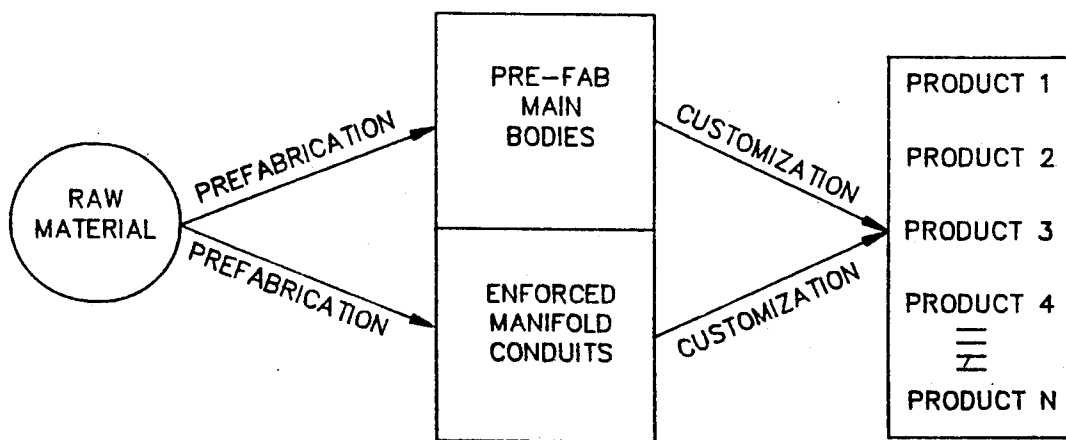 RAW
MATERIAL
PREFABRICATION
PREFABRICATION
PRE-FAB
MAIN
BODIES
ENFORCED
MANIFOLD
CONDUITS
CUSTOMIZATION
CUSTOMIZATION
PRODUCT 1
PRODUCT 2
PRODUCT 3
PRODUCT 4
PRODUCT N